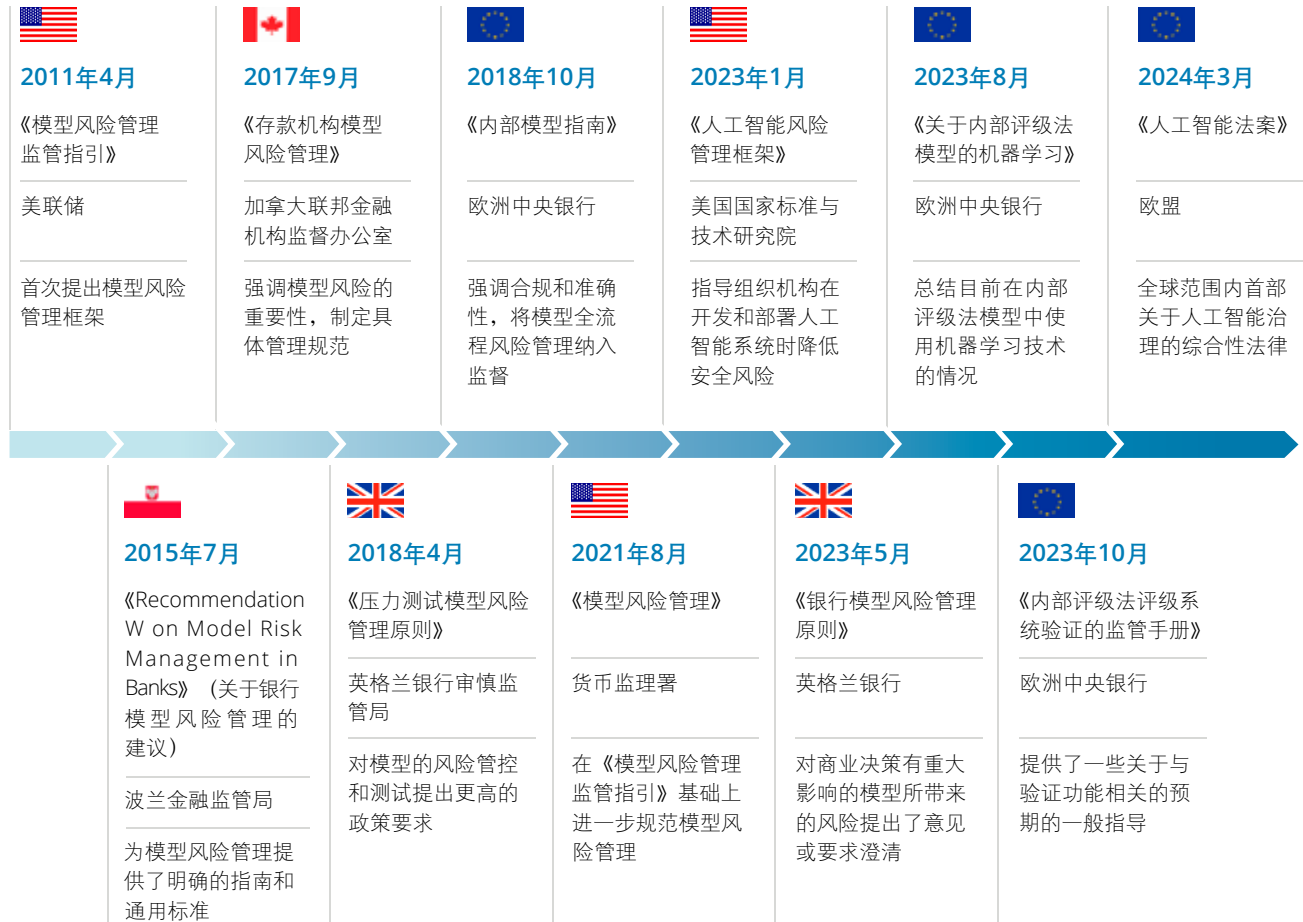 2011年4月
《模型风险管理
监管指引》
美联储
首次提出模型风险
管理框架
2017年9月
《存款机构模型
风险管理》
加拿大联邦金融
机构监督办公室
强调模型风险的
重要性，制定具
体管理规范
2018年10月
《内部模型指南》
欧洲中央银行
强调合规和准确
性，将模型全流
程风险管理纳入
监督
2023年1月
《人工智能风险
管理框架》
美国国家标准与
技术研究院
指导组织机构在
开发和部署人工
智能系统时降低
安全风险
2023年8月
《关于内部评级法
模型的机器学习》
欧洲中央银行
总结目前在内部
评级法模型中使
用机器学习技术
的情况
2024年3月
《人工智能法案》
欧盟
全球范围内首部
关于人工智能治
理的综合性法律
2015年7月
《Recommendation
W on Model Risk
Management in
Banks》（关于银行
模型风险管理的
建议）
波兰金融监管局
为模型风险管理提
供了明确的指南和
通用标准
2018年4月
《压力测试模型风险
管理原则》
英格兰银行审慎监
管局
对模型的风险管控
和测试提出更高的
政策要求
2021年8月
《模型风险管理》
货币监理署
在《模型风险管理
监管指引》基础上
进一步规范模型风
险管理
2023年5月
《银行模型风险管理
原则》
英格兰银行
对商业决策有重大
影响的模型所带来
的风险提出了意见
或要求澄清
2023年10月
《内部评级法评级系
统验证的监管手册》
欧洲中央银行
提供了一些关于与
验证功能相关的预
期的一般指导